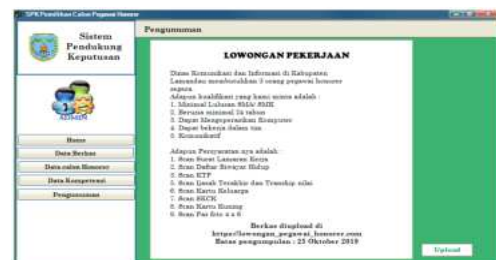 SPK Pemilihan Calon Pegawai Honorer
Sistem
Pendukung
Keputusan
ADMIN
Home
Data Berkas
Data calon Honorer
Data Kompetensi
Pengumuman
Pengumuman
LOWONGAN PEKERJAAN
Dinas Komunikasi dan Informasi di Kabupaten
Lamandau membutuhkan 3 orang pegawai honorer
segera
Adapun kualifikasi yang kami minta adalah :
1. Minimal Lulusan SMA/ SMK
2. Berusia minimal 18 tahun
3. Dapat Mengoperasikan Komputer
4. Dapat bekerja dalam tim
5. Komunikatif
Adapun Persyaratan nya adalah :
1. Scan Surat Lamaran Kerja
2. Scan Daftar Riwayat Hidup
3. Scan KTP
4. Scan Ijazah Terakhir dan Transkip nilai
5. Scan Kartu Keluarga
7. Scan SKCK
8. Scan Kartu Kuning
9. Scan Pas foto 4 x 6
Berkas diupload di
https//lowongan_pegawai_honorer.com
Batas pengumpulan : 25 Oktober 2019
Upload